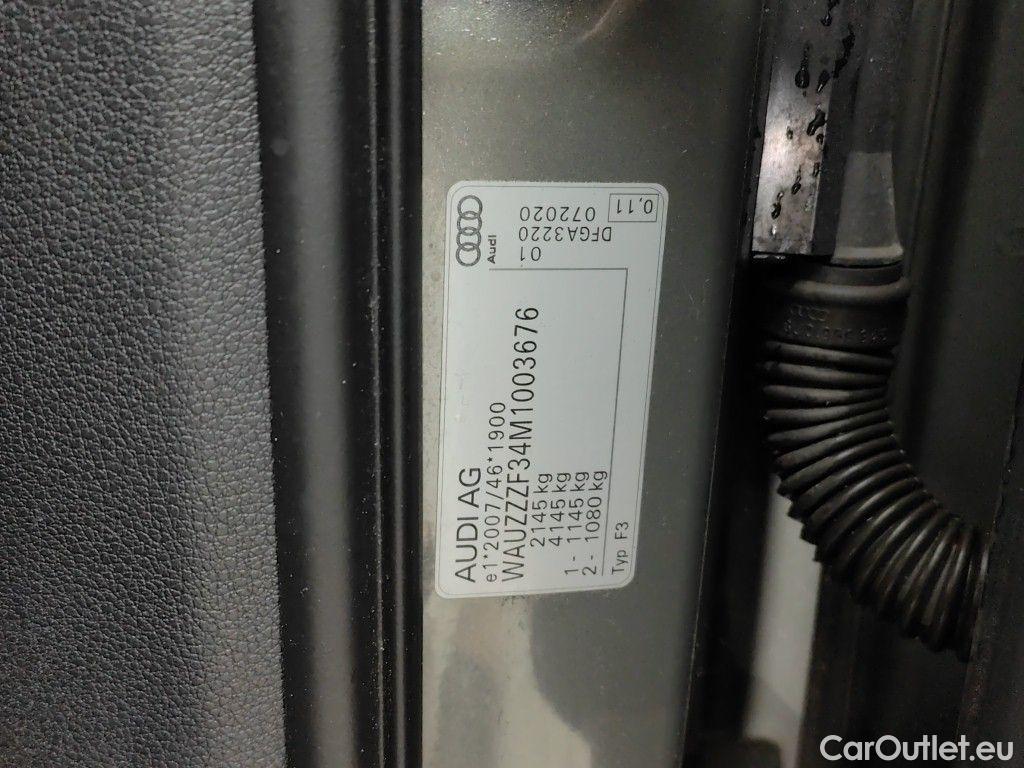 Audi
AUDI AG
e1*2007/46*1900
WAUZZZF34M1003676
2145 kg
4145 kg
1 - 1145 kg
2 - 1080 kg
Typ F3
01
DFGA3220
072020
0,11
CarOutlet.eu